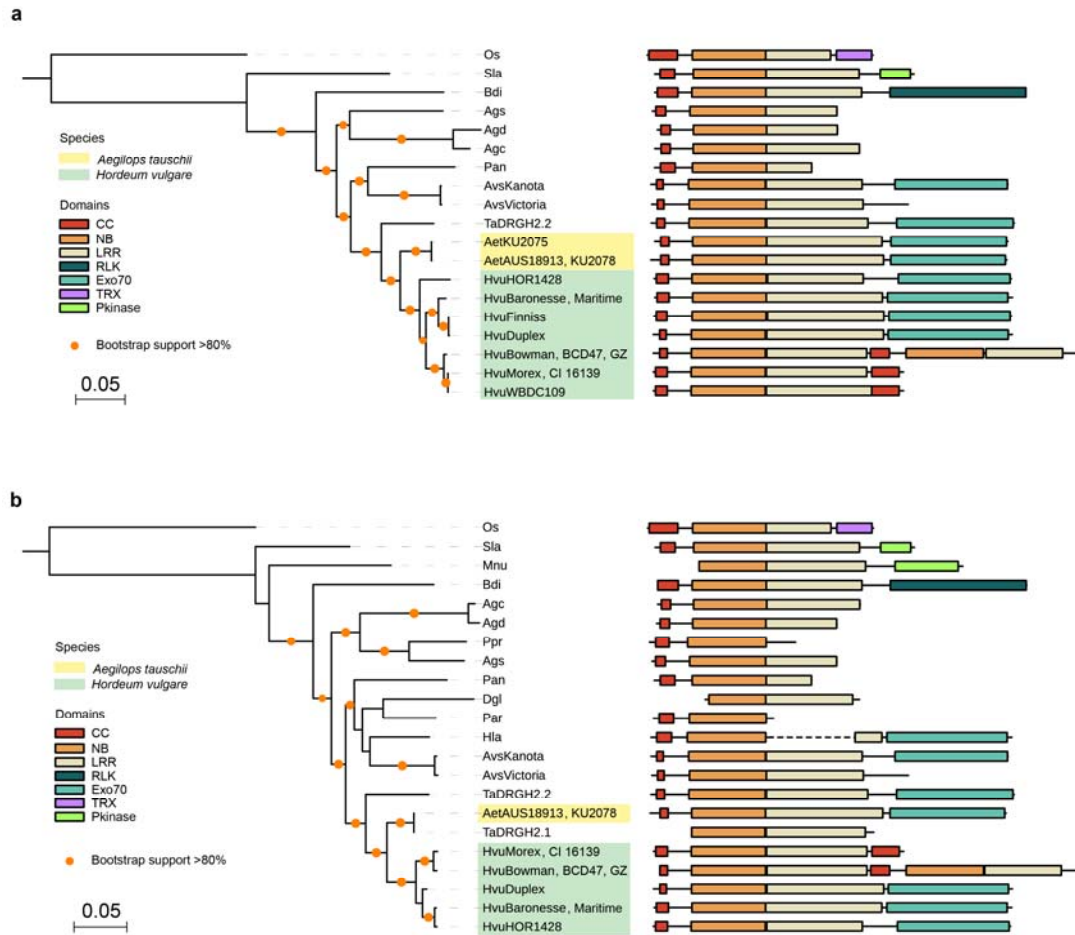 a
Os
Sla
Bdi
Ags
Agd
Agc
Pan
AvsKanota
AvsVictoria
TaDRGH2.2
AetKU2075
AetAUS18913, KU2078
HvuHOR1428
HvuBaronesse, Maritime
HvuFinniss
HvuDuplex
HvuBowman, BCD47, GZ
HvuMorex, CI 16139
HvuWBDC109
Species
Aegilops tauschii
Hordeum vulgare
Domains
CC
NB
LRR
RLK
Exo70
TRX
Pkinase
Bootstrap support >80%
0.05
b
Os
Sla
Mnu
Bdi
Agc
Agd
Ppr
Ags
Pan
Dgl
Par
Hla
AvsKanota
AvsVictoria
TaDRGH2.2
AetAUS18913, KU2078
TaDRGH2.1
HvuMorex, CI 16139
HvuBowman, BCD47, GZ
HvuDuplex
HvuBaronesse, Maritime
HvuHOR1428
Species
Aegilops tauschii
Hordeum vulgare
Domains
CC
NB
LRR
RLK
Exo70
TRX
Pkinase
Bootstrap support >80%
0.05